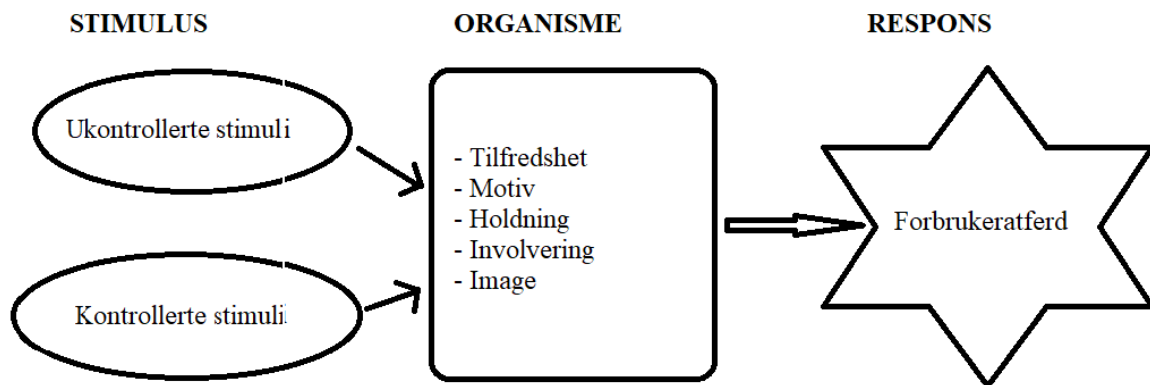 STIMULUS
ORGANISME
RESPONS
Ukontrollerte stimuli
Kontrollerte stimuli
- Tilfredshet
- Motiv
- Holdning
- Involvering
- Image
Forbrukeratferd